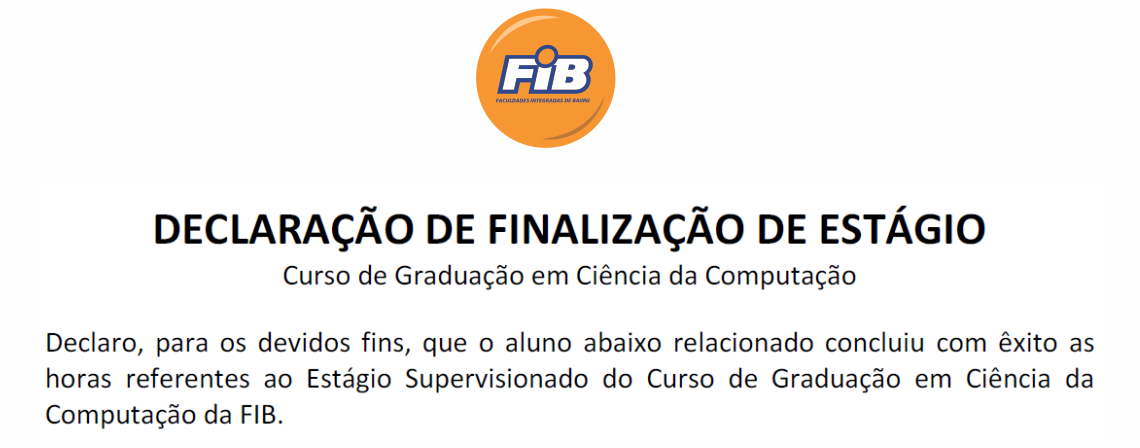 FiB
FACULDADES INTEGRADAS DE BAURU
DECLARAÇÃO DE FINALIZAÇÃO DE ESTÁGIO
Curso de Graduação em Ciência da Computação
Declaro, para os devidos fins, que o aluno abaixo relacionado concluiu com êxito as
horas referentes ao Estágio Supervisionado do Curso de Graduação em Ciência da
Computação da FIB.